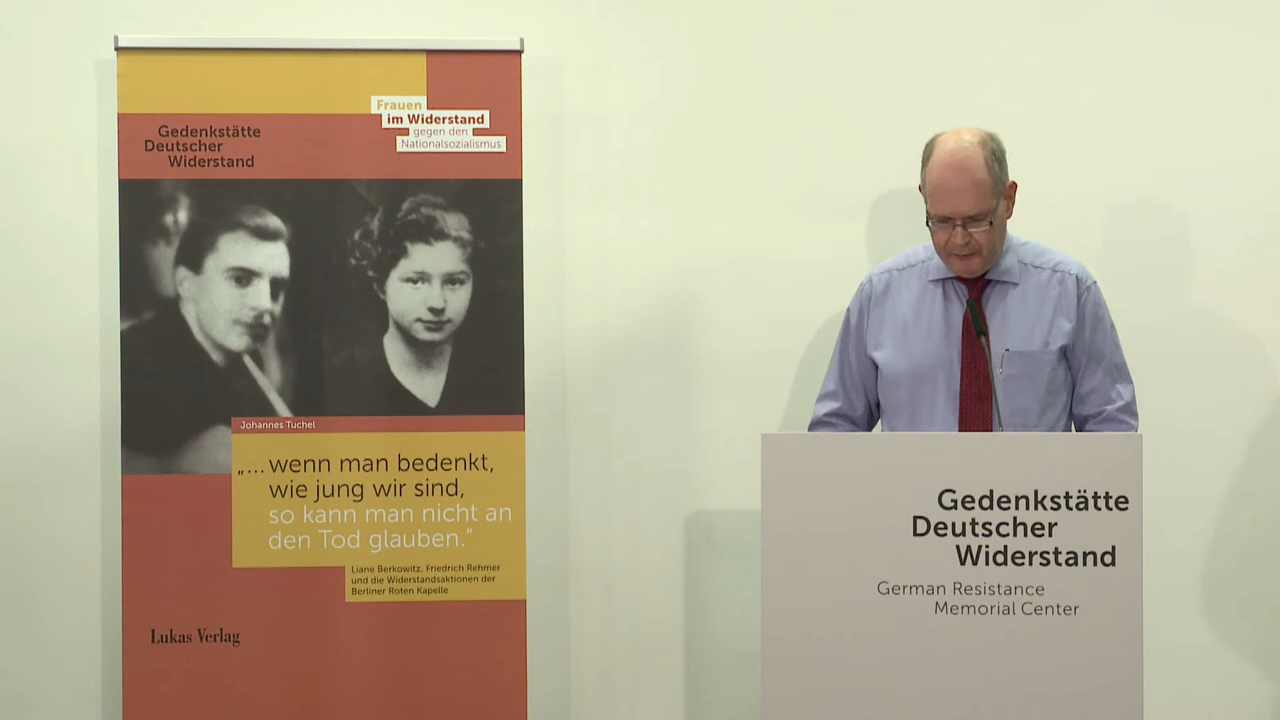 Frauen
im Widerstand
gegen den
Nationalsozialismus
Gedenkstätte
Deutscher
Widerstand
Johannes Tuchel
„... wenn man bedenkt,
wie jung wir sind,
so kann man nicht an
den Tod glauben.“
Liane Berkowitz, Friedrich Rehmer
und die Widerstandsaktionen der
Berliner Roten Kapelle
Lukas Verlag
Gedenkstätte
Deutscher
Widerstand
German Resistance
Memorial Center